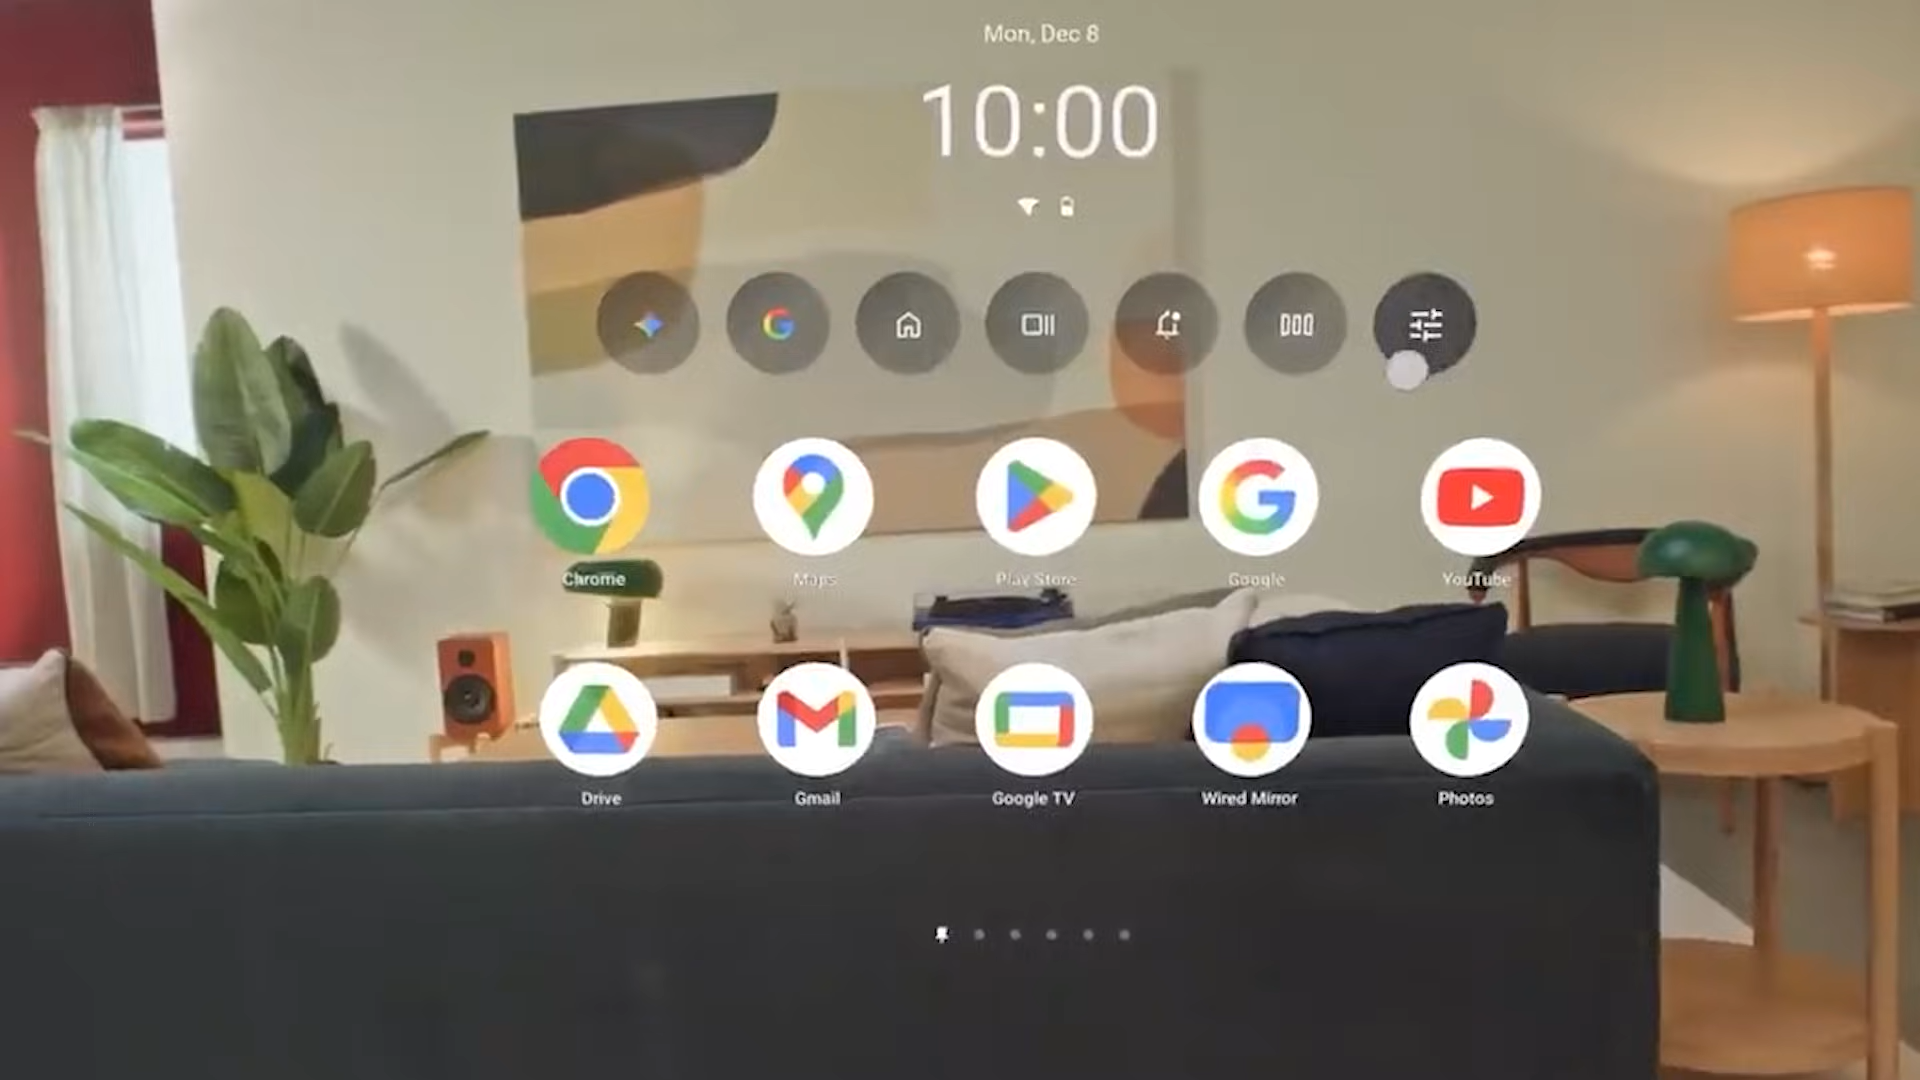 Mon, Dec 8
10:00
Chrome
Maps
Play Store
Google
YouTube
Drive
Gmail
Google TV
Wired Mirror
Photos